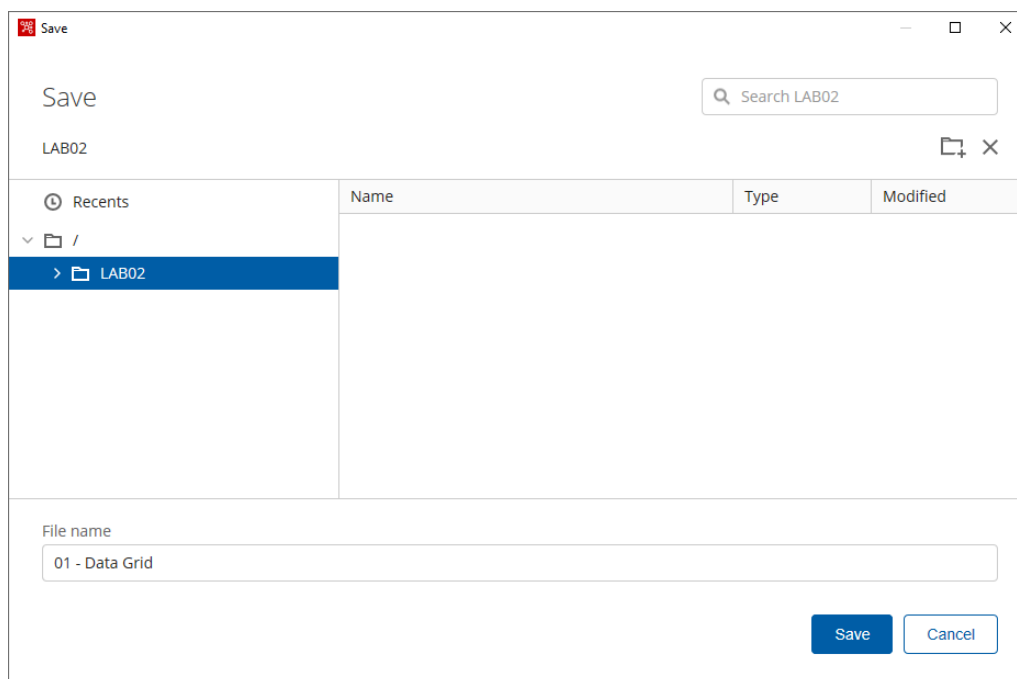 Save
Save
Search LAB02
LAB02
Recents
Name Type Modified
/
LAB02
File name
01 - Data Grid
Save Cancel